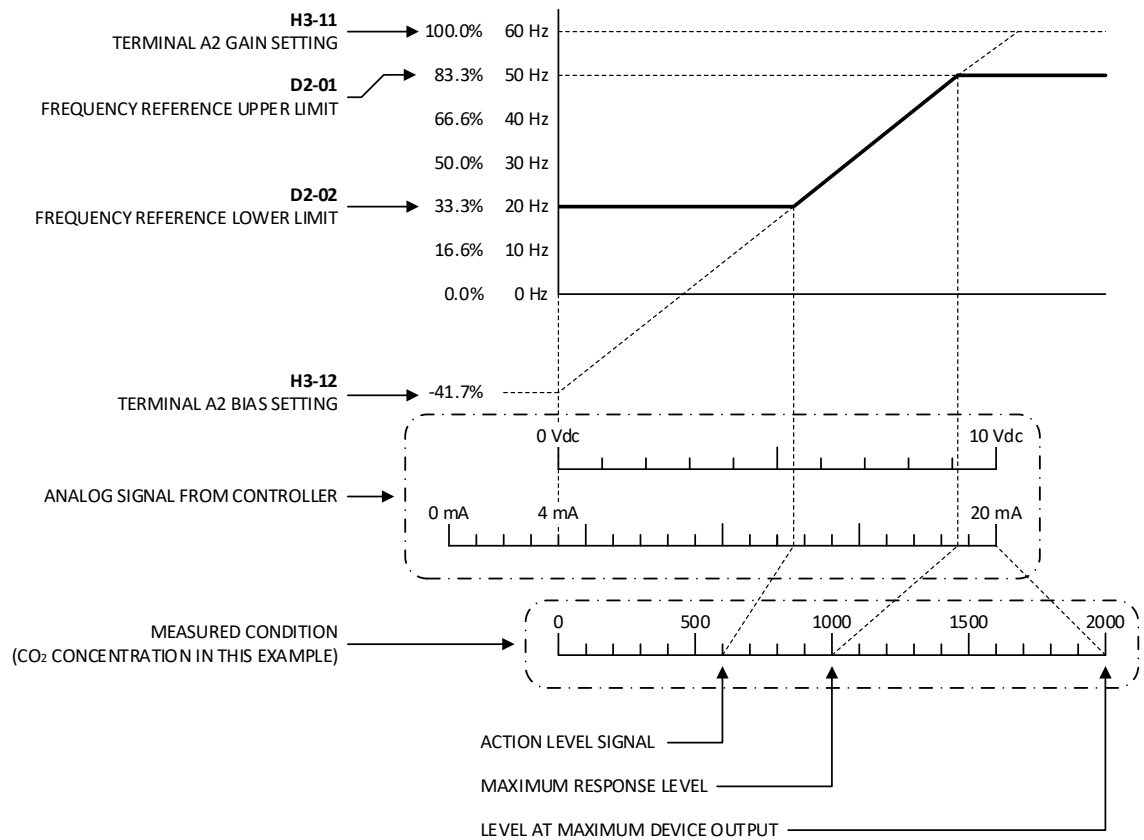 H3-11
TERMINAL A2 GAIN SETTING
100.0% 60 Hz
D2-01
FREQUENCY REFERENCE UPPER LIMIT
83.3% 50 Hz
66.6% 40 Hz
50.0% 30 Hz
D2-02
FREQUENCY REFERENCE LOWER LIMIT
33.3% 20 Hz
16.6% 10 Hz
0.0% 0 Hz
H3-12
TERMINAL A2 BIAS SETTING
-41.7%
0 Vdc 10 Vdc
ANALOG SIGNAL FROM CONTROLLER
0 mA 4 mA 20 mA
MEASURED CONDITION
(CO₂ CONCENTRATION IN THIS EXAMPLE)
0 500 1000 1500 2000
ACTION LEVEL SIGNAL
MAXIMUM RESPONSE LEVEL
LEVEL AT MAXIMUM DEVICE OUTPUT